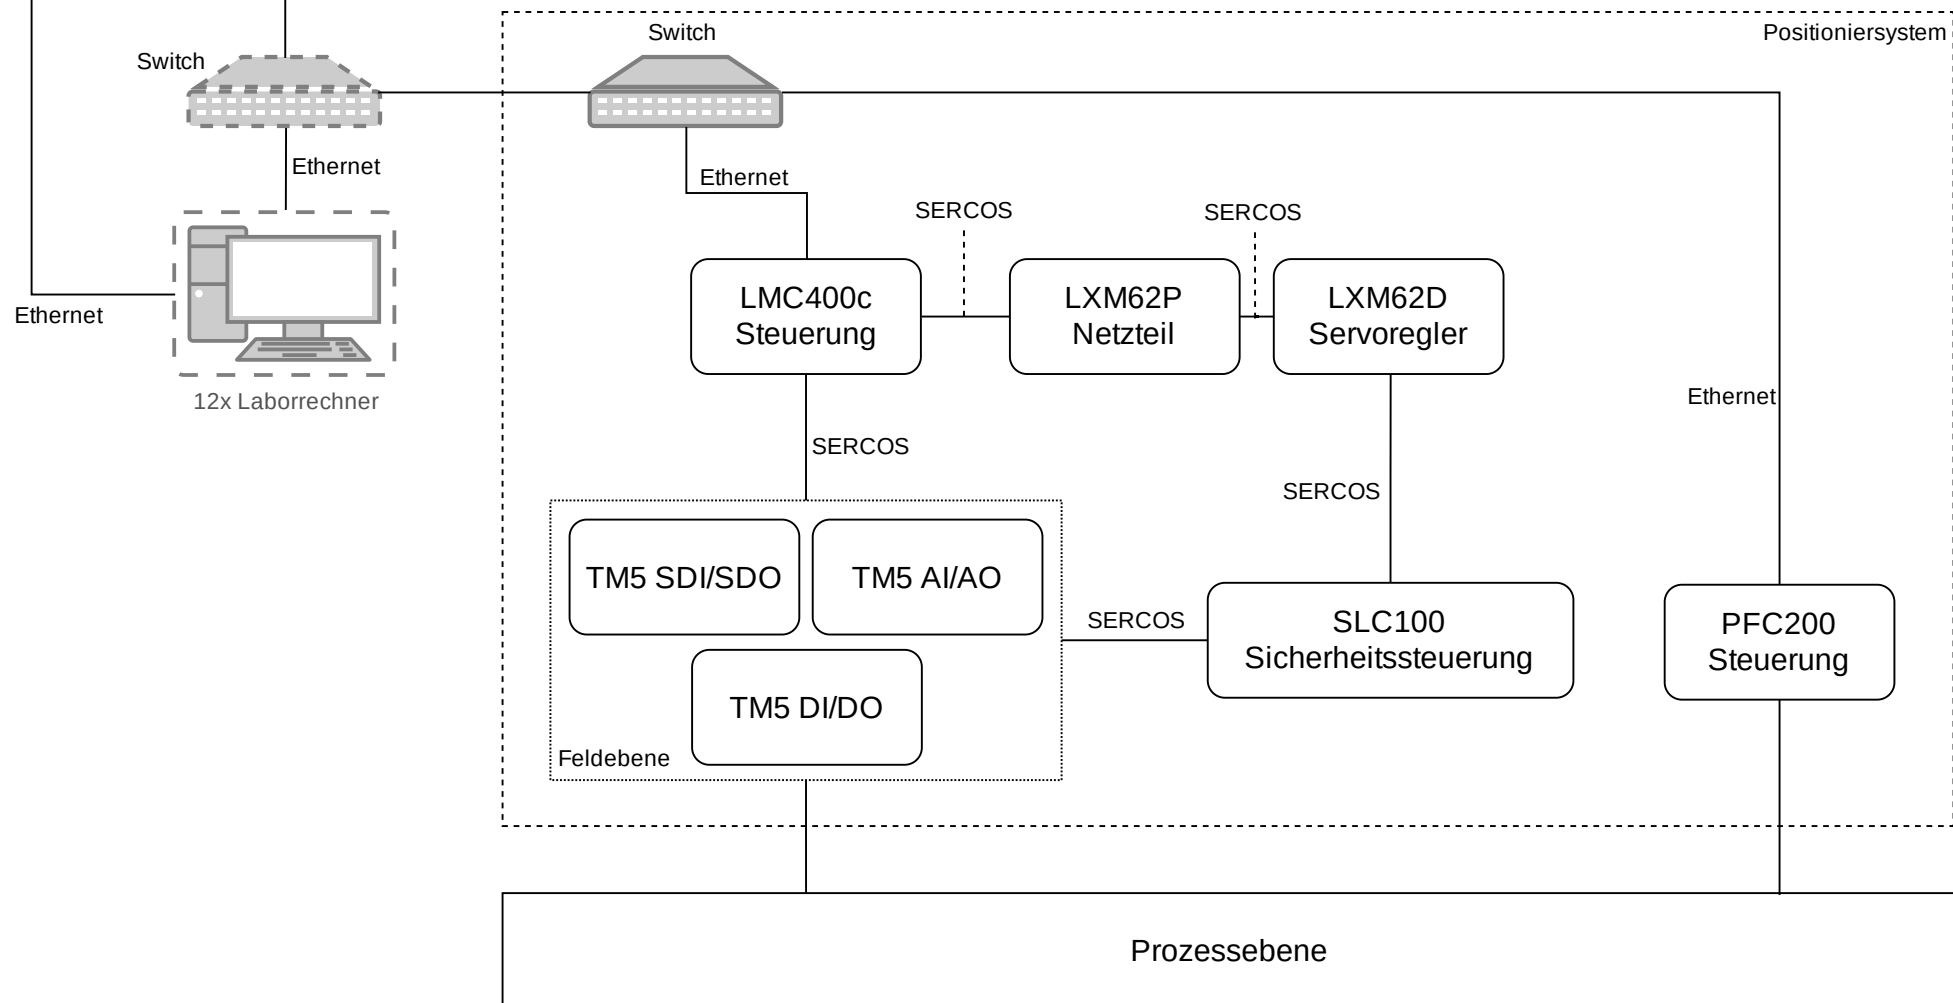 Switch
Positioniersystem
Switch
Ethernet
Ethernet
SERCOS
SERCOS
LMC400c
Steuerung
LXM62P
Netzteil
LXM62D
Servoregler
Ethernet
12x Laborrechner
Ethernet
SERCOS
SERCOS
TM5 SDI/SDO
TM5 AI/AO
SERCOS
SLC100
Sicherheitssteuerung
PFC200
Steuerung
TM5 DI/DO
Feldebene
Prozessebene